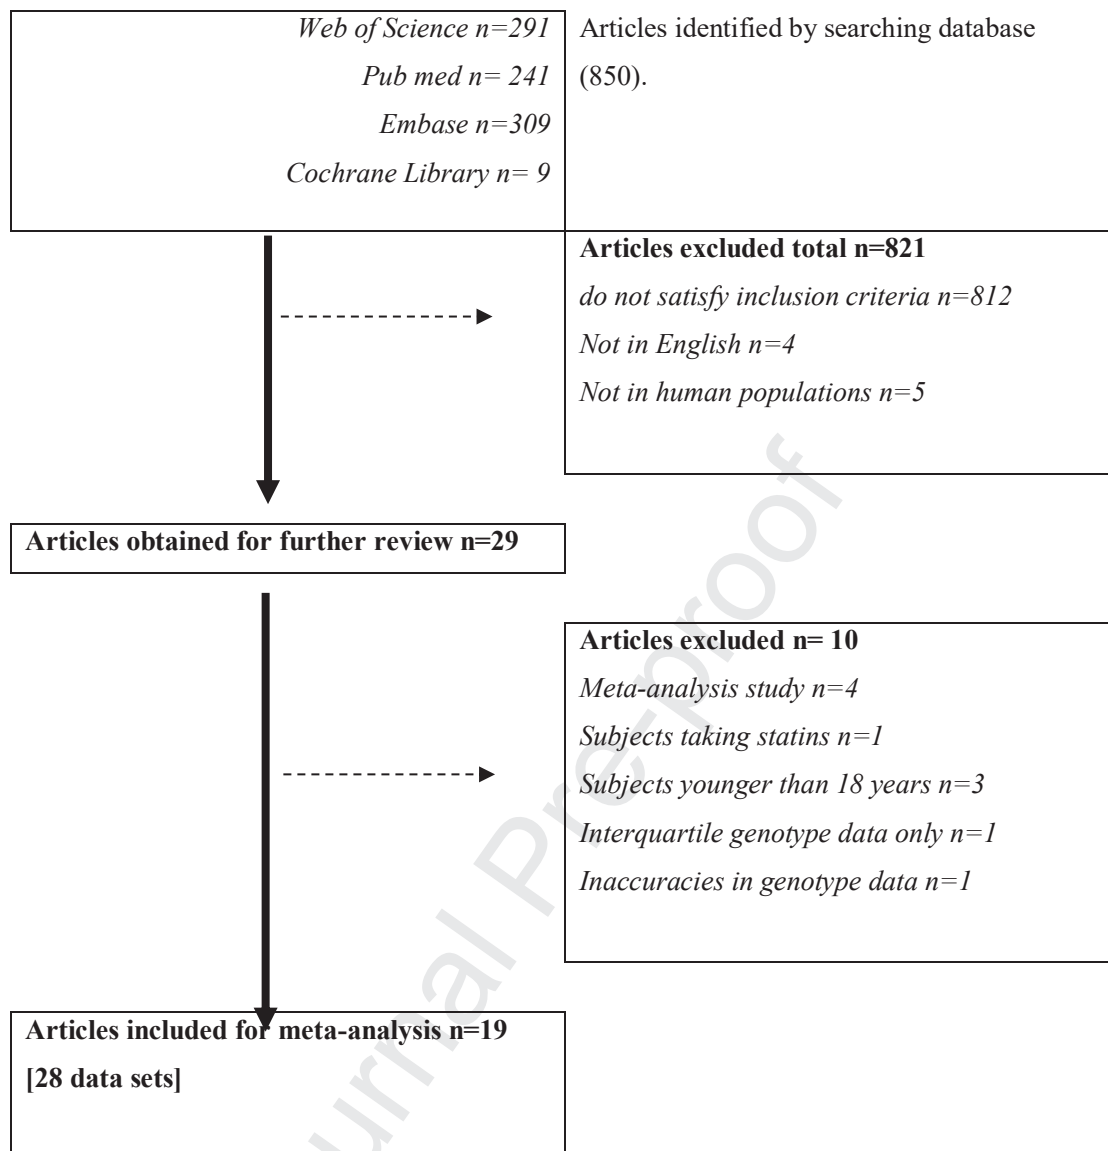 Web of Science n=291
Pub med n= 241
Embase n=309
Cochrane Library n= 9
Articles identified by searching database
(850).
Articles excluded total n=821
do not satisfy inclusion criteria n=812
Not in English n=4
Not in human populations n=5
Articles obtained for further review n=29
Articles excluded n= 10
Meta-analysis study n=4
Subjects taking statins n=1
Subjects younger than 18 years n=3
Interquartile genotype data only n=1
Inaccuracies in genotype data n=1
Articles included for meta-analysis n=19
[28 data sets]
urnal Pre-proof